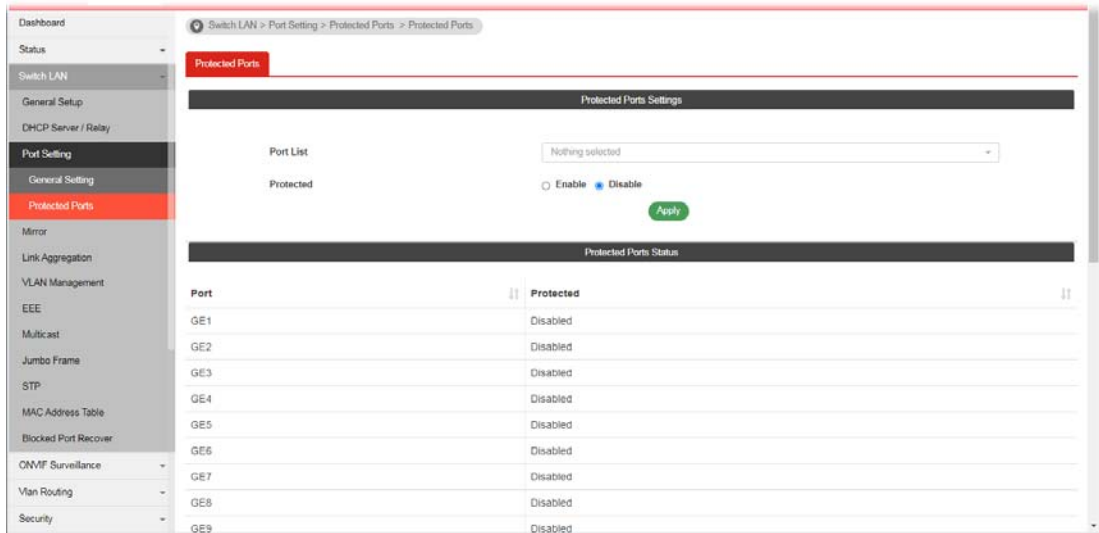 Dashboard
Status
Switch LAN
General Setup
DHCP Server / Relay
Port Setting
General Setting
Protected Ports
Mirror
Link Aggregation
VLAN Management
EEE
Multicast
Jumbo Frame
STP
MAC Address Table
Blocked Port Recover
ONVIF Surveillance
Vlan Routing
Security
Switch LAN > Port Setting > Protected Ports > Protected Ports
Protected Ports
Protected Ports Settings
Port List Nothing selected
Protected Enable Disable
Apply
Protected Ports Status
Port Protected
GE1 Disabled
GE2 Disabled
GE3 Disabled
GE4 Disabled
GE5 Disabled
GE6 Disabled
GE7 Disabled
GE8 Disabled
GE9 Disabled